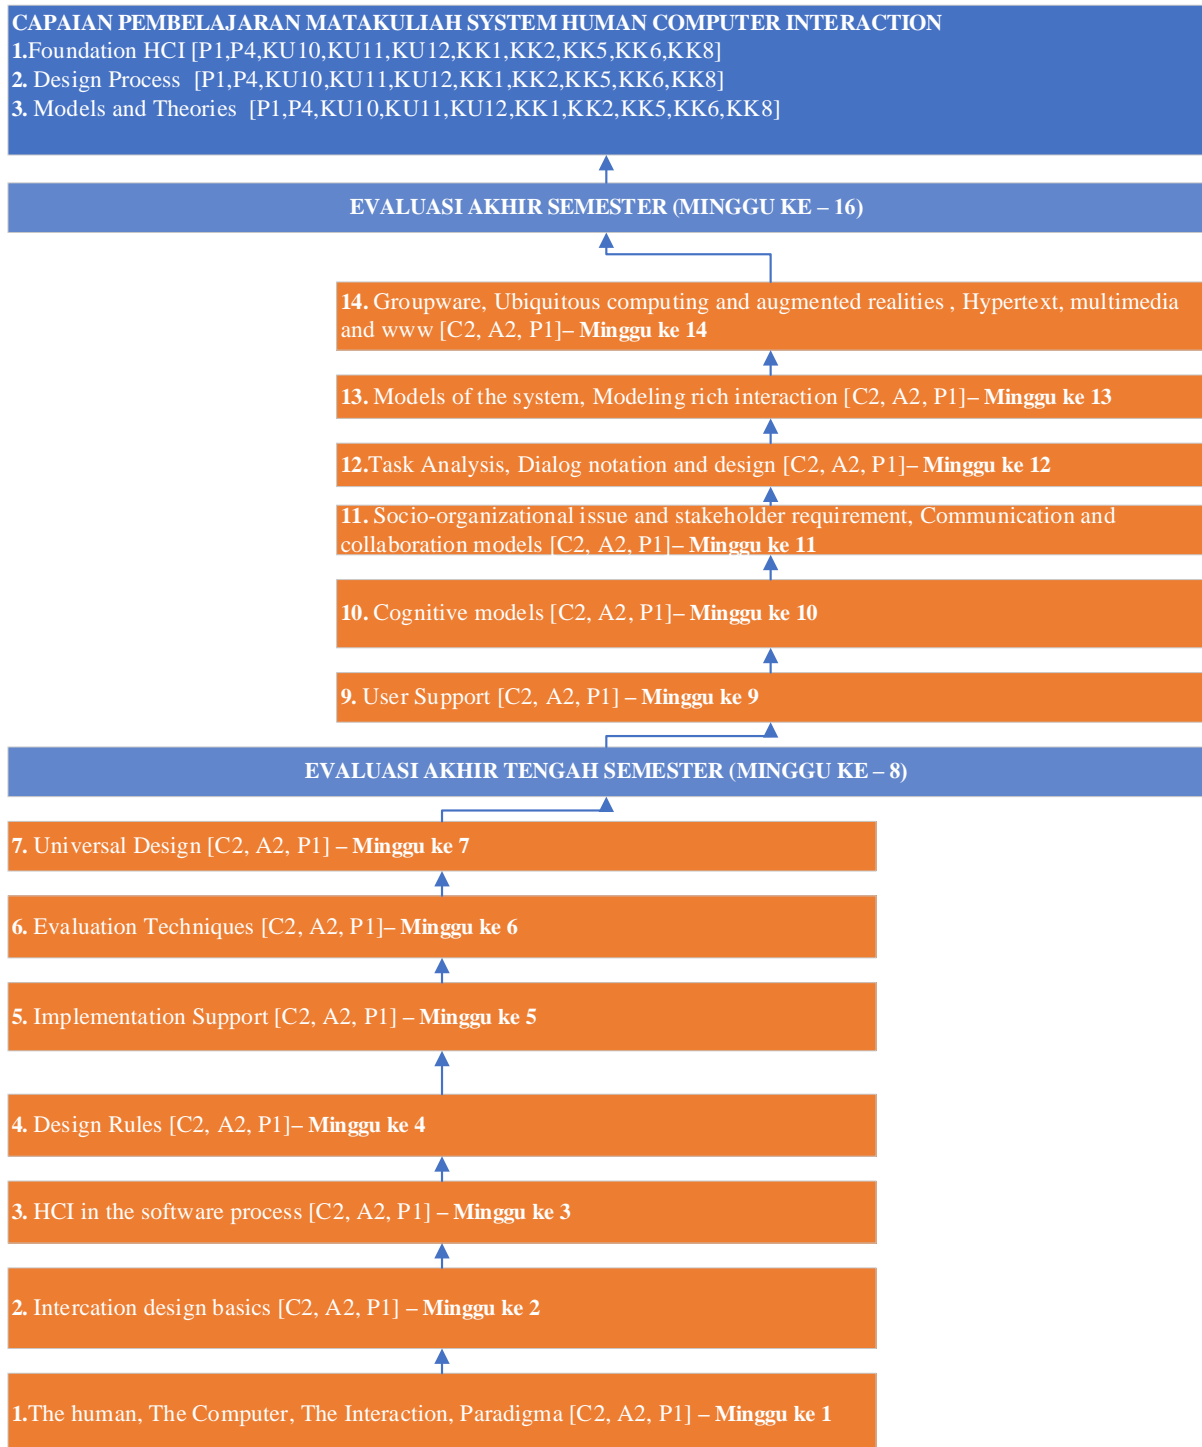 CAPAIAN PEMBELAJARAN MATAKULIAH SYSTEM HUMAN COMPUTER INTERACTION
1.Foundation HCI [P1,P4,KU10,KU11,KU12,KK1,KK2,KK5,KK6,KK8]
2. Design Process [P1,P4,KU10,KU11,KU12,KK1,KK2,KK5,KK6,KK8]
3. Models and Theories [P1,P4,KU10,KU11,KU12,KK1,KK2,KK5,KK6,KK8]
EVALUASI AKHIR SEMESTER (MINGGU KE – 16)
14. Groupware, Ubiquitous computing and augmented realities , Hypertext, multimedia
and www [C2, A2, P1]– Minggu ke 14
13. Models of the system, Modeling rich interaction [C2, A2, P1]– Minggu ke 13
12.Task Analysis, Dialog notation and design [C2, A2, P1]– Minggu ke 12
11. Socio-organizational issue and stakeholder requirement, Communication and
collaboration models [C2, A2, P1]– Minggu ke 11
10. Cognitive models [C2, A2, P1]– Minggu ke 10
9. User Support [C2, A2, P1] – Minggu ke 9
EVALUASI AKHIR TENGAH SEMESTER (MINGGU KE – 8)
7. Universal Design [C2, A2, P1] – Minggu ke 7
6. Evaluation Techniques [C2, A2, P1]– Minggu ke 6
5. Implementation Support [C2, A2, P1] – Minggu ke 5
4. Design Rules [C2, A2, P1]– Minggu ke 4
3. HCI in the software process [C2, A2, P1] – Minggu ke 3
2. Intercation design basics [C2, A2, P1] – Minggu ke 2
1.The human, The Computer, The Interaction, Paradigma [C2, A2, P1] – Minggu ke 1